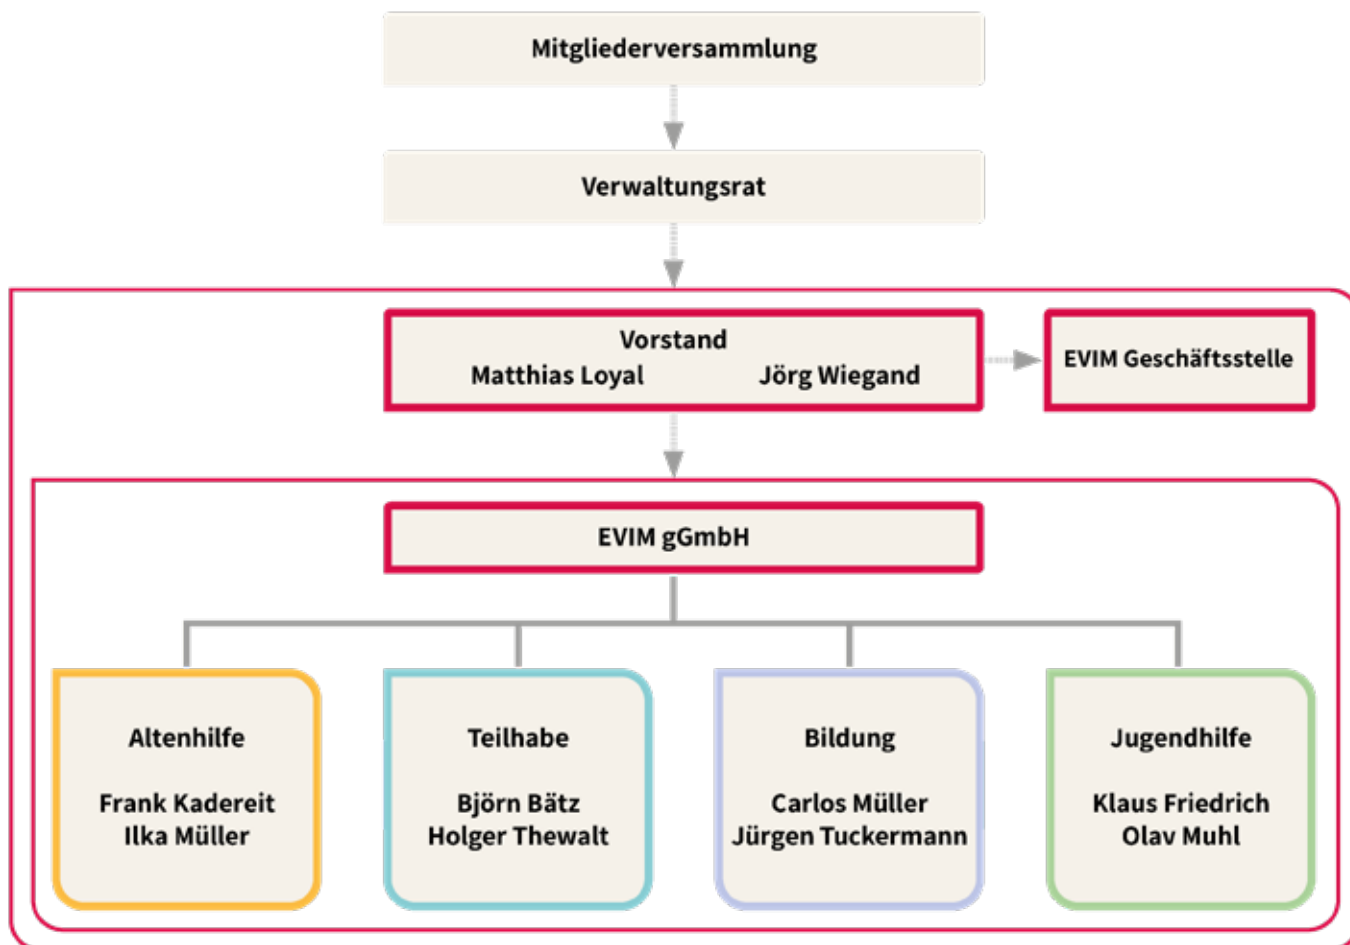 Mitgliederversammlung
Verwaltungsrat
Vorstand
Matthias Loyal Jörg Wiegand
EVIM Geschäftsstelle
EVIM gGmbH
Altenhilfe
Frank Kadereit
Ilka Müller
Teilhabe
Björn Bätz
Holger Thewalt
Bildung
Carlos Müller
Jürgen Tuckermann
Jugendhilfe
Klaus Friedrich
Olav Muhl